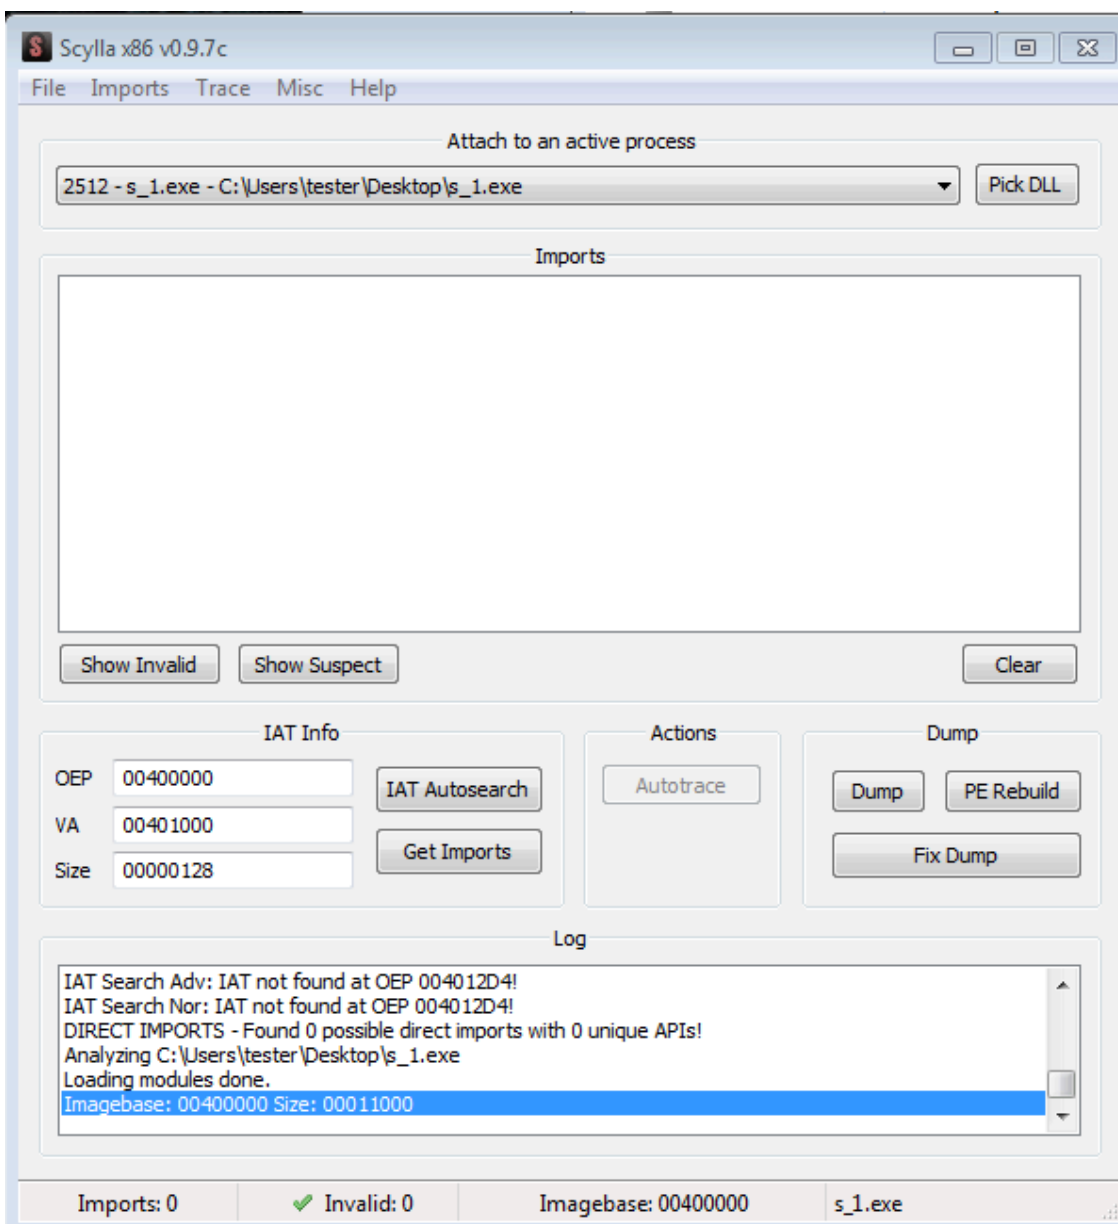 Scylla x86 v0.9.7c
File Imports Trace Misc Help
Attach to an active process
2512 - s_1.exe - C:\Users\tester\Desktop\s_1.exe
Pick DLL
Imports
Show Invalid Show Suspect Clear
IAT Info
OEP 00400000
VA 00401000
Size 00000128
IAT Autosearch
Get Imports
Actions
Autotrace
Dump
Dump PE Rebuild
Fix Dump
Log
IAT Search Adv: IAT not found at OEP 004012D4!
IAT Search Nor: IAT not found at OEP 004012D4!
DIRECT IMPORTS - Found 0 possible direct imports with 0 unique APIs!
Analyzing C:\Users\tester\Desktop\s_1.exe
Loading modules done.
Imagebase: 00400000 Size: 00011000
Imports: 0 Invalid: 0 Imagebase: 00400000 s_1.exe